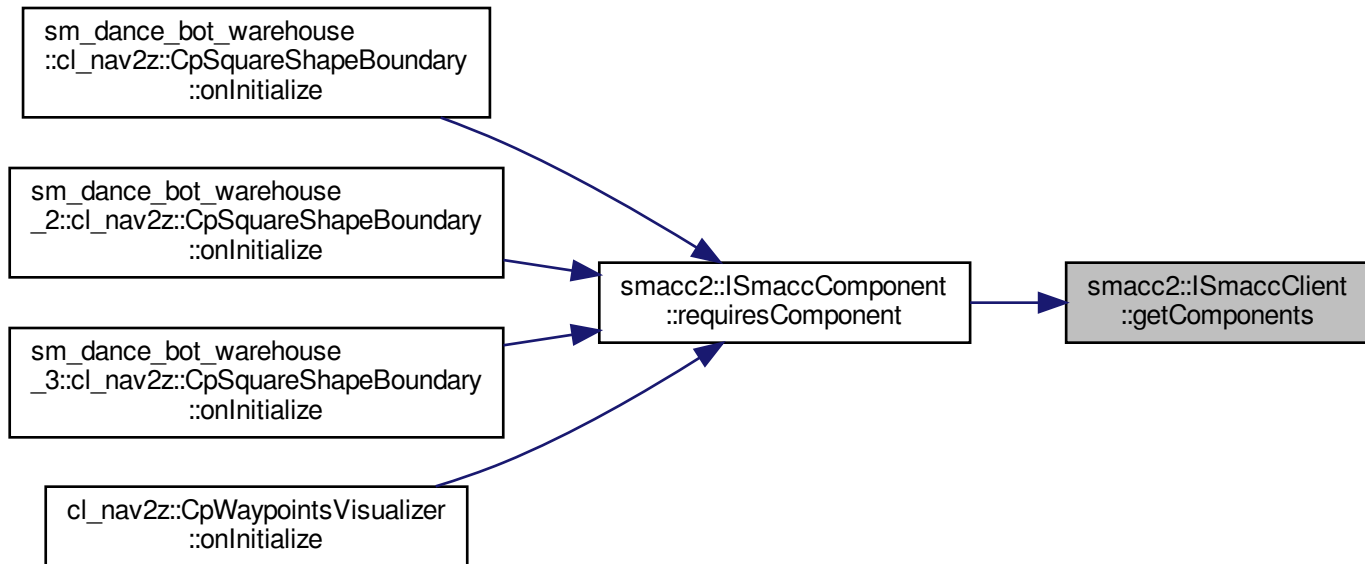 sm_dance_bot_warehouse
::cl_nav2z::CpSquareShapeBoundary
::onInitialize
sm_dance_bot_warehouse
_2::cl_nav2z::CpSquareShapeBoundary
::onInitialize
sm_dance_bot_warehouse
_3::cl_nav2z::CpSquareShapeBoundary
::onInitialize
cl_nav2z::CpWaypointsVisualizer
::onInitialize
smacc2::ISmaccComponent
::requiresComponent
smacc2::ISmaccClient
::getComponents